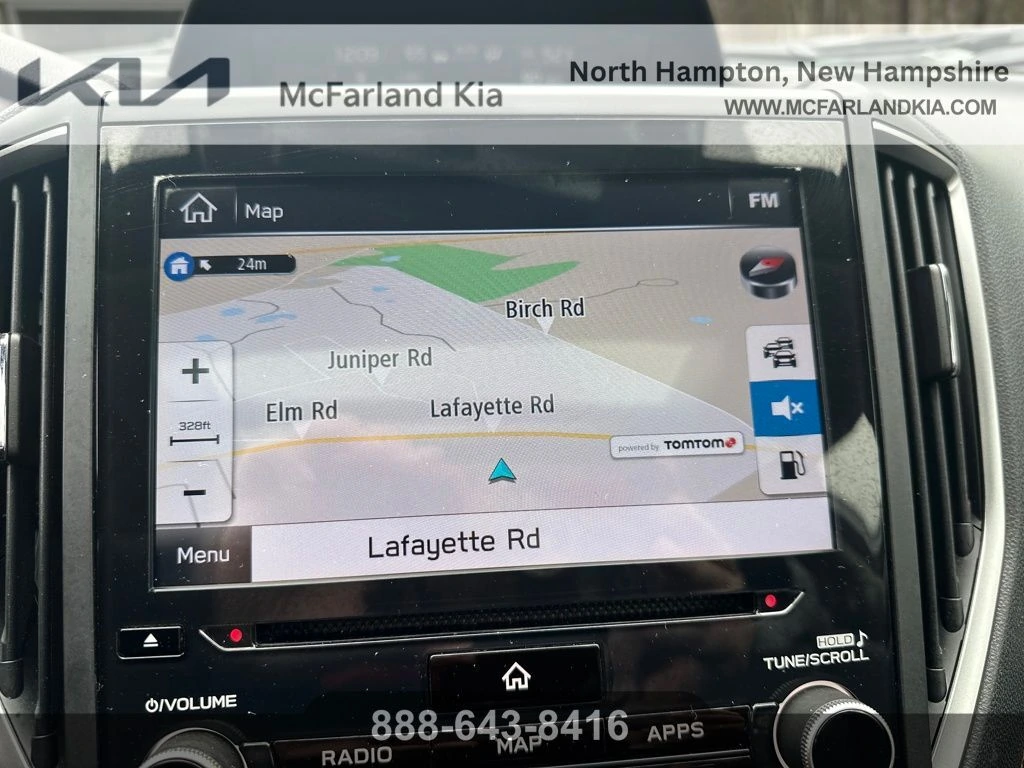 KIA
McFarland Kia
North Hampton, New Hampshire
WWW.MCFARLANDKIA.COM
Map
FM
24m
Birch Rd
Juniper Rd
Elm Rd
Lafayette Rd
328ft
powered by TOMTOM
Menu
Lafayette Rd
HOLD
TUNE/SCROLL
/VOLUME
888-643-8416
RADIO
MAP
APPS